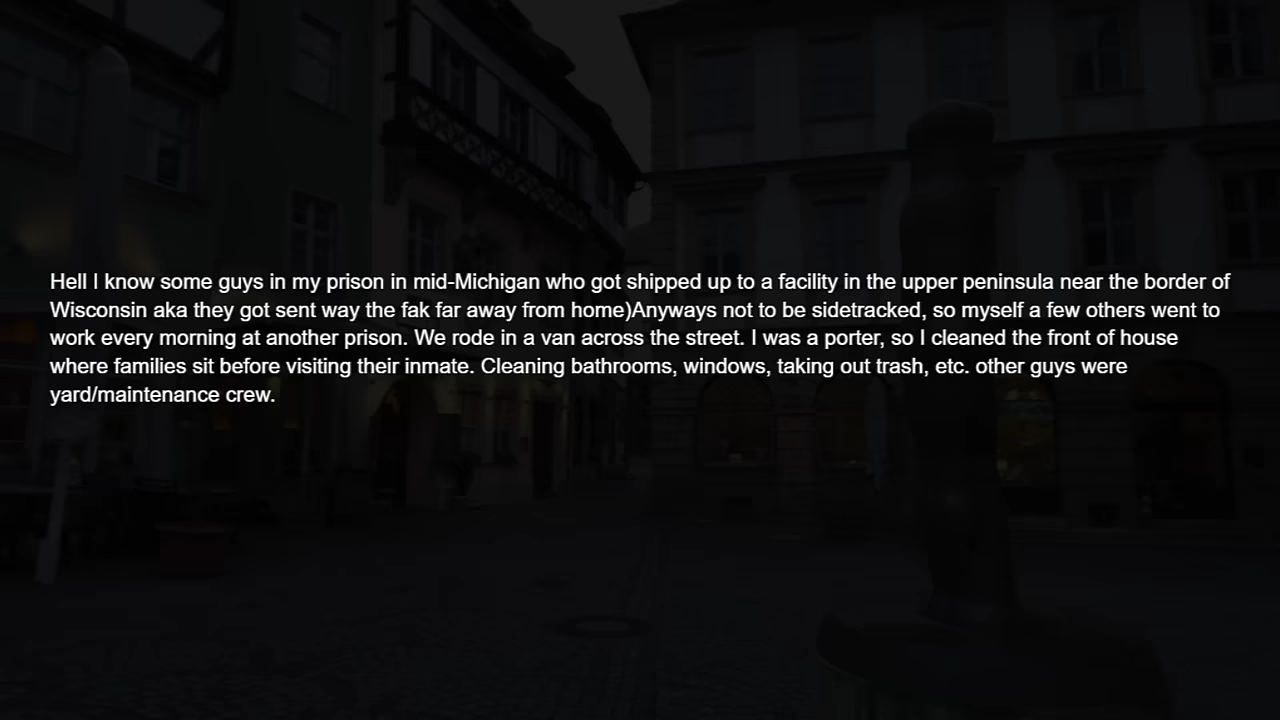 Hell I know some guys in my prison in mid-Michigan who got shipped up to a facility in the upper peninsula near the border of
Wisconsin aka they got sent way the fak far away from home)Anyways not to be sidetracked, so myself a few others went to
work every morning at another prison. We rode in a van across the street. I was a porter, so I cleaned the front of house
where families sit before visiting their inmate. Cleaning bathrooms, windows, taking out trash, etc. other guys were
yard/maintenance crew.